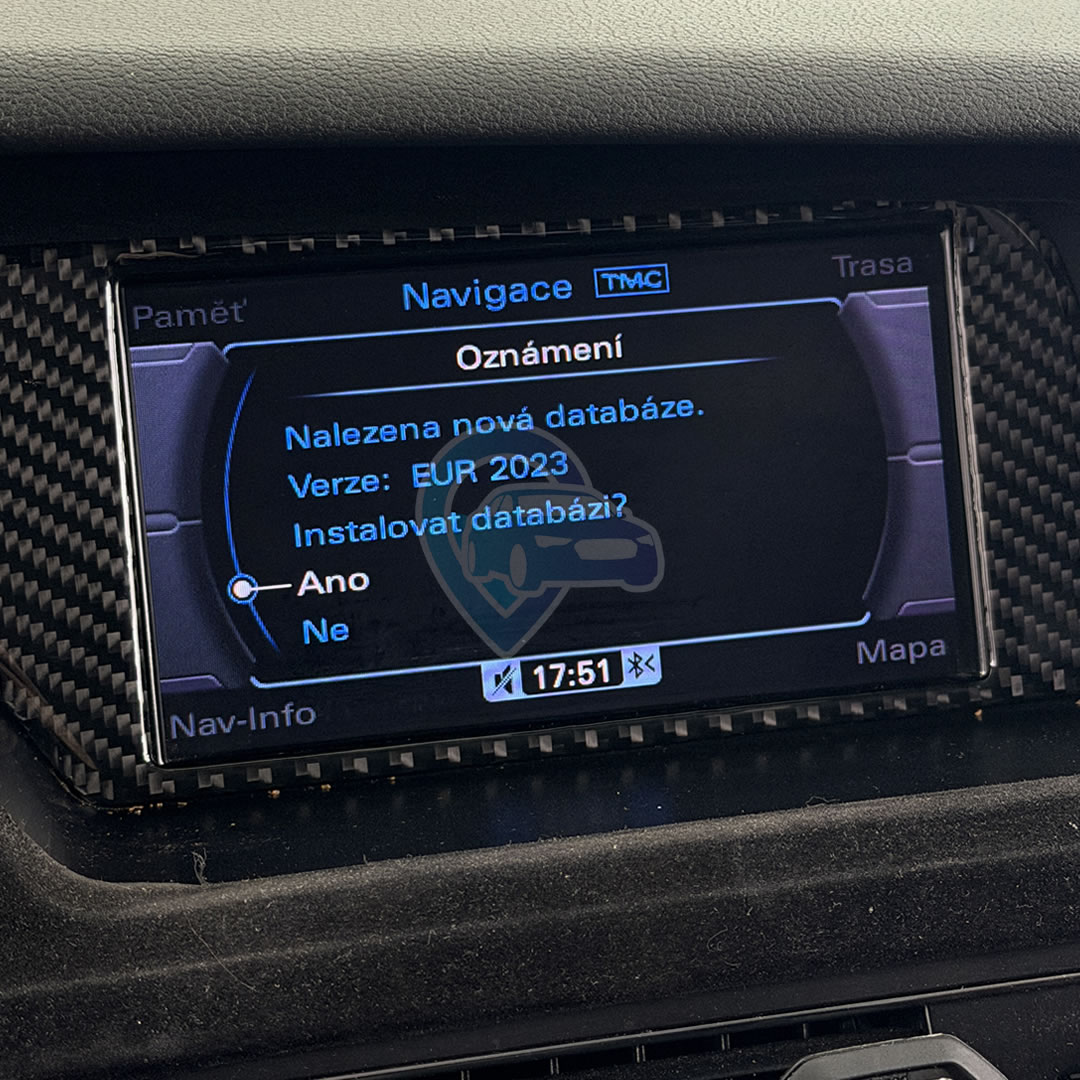 Paměť
Navigace TMC
Trasa
Oznámení
Nalezena nová databáze.
Verze: EUR 2023
Instalovat databázi?
Ano
Ne
17:51
Nav-Info
Mapa